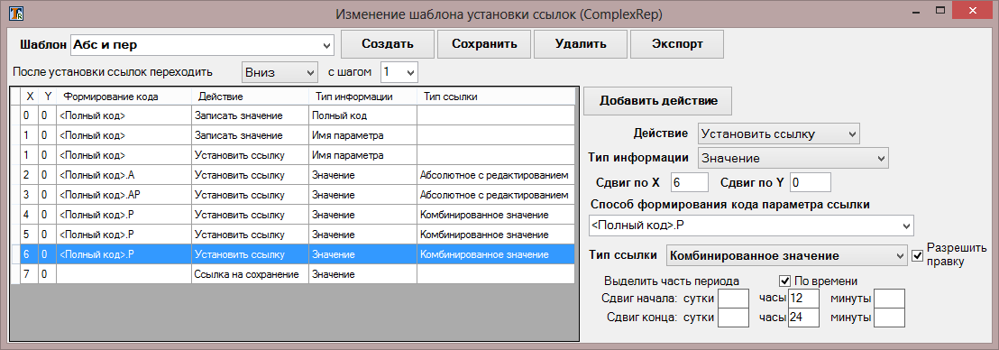 Изменение шаблона установки ссылок (ComplexRep)
Шаблон Абс и пер Создать Сохранить Удалить Экспорт
После установки ссылок переходить Вниз с шагом 1
X Y Формирование кода Действие Тип информации Тип ссылки
0 0 <Полный код> Записать значение Полный код
1 0 <Полный код> Записать значение Имя параметра
1 0 <Полный код> Установить ссылку Имя параметра
2 0 <Полный код>.А Установить ссылку Значение Абсолютное с редактированием
3 0 <Полный код>.АР Установить ссылку Значение Абсолютное с редактированием
4 0 <Полный код>.Р Установить ссылку Значение Комбинированное значение
5 0 <Полный код>.Р Установить ссылку Значение Комбинированное значение
6 0 <Полный код>.Р Установить ссылку Значение Комбинированное значение
7 0 Ссылка на сохранение Значение
Добавить действие
Действие Установить ссылку
Тип информации Значение
Сдвиг по X 6 Сдвиг по Y 0
Способ формирования кода параметра ссылки
<Полный код>.Р
Тип ссылки Комбинированное значение Разрешить
правку
Выделить часть периода По времени
Сдвиг начала: сутки часы 12 минуты
Сдвиг конца: сутки часы 24 минуты